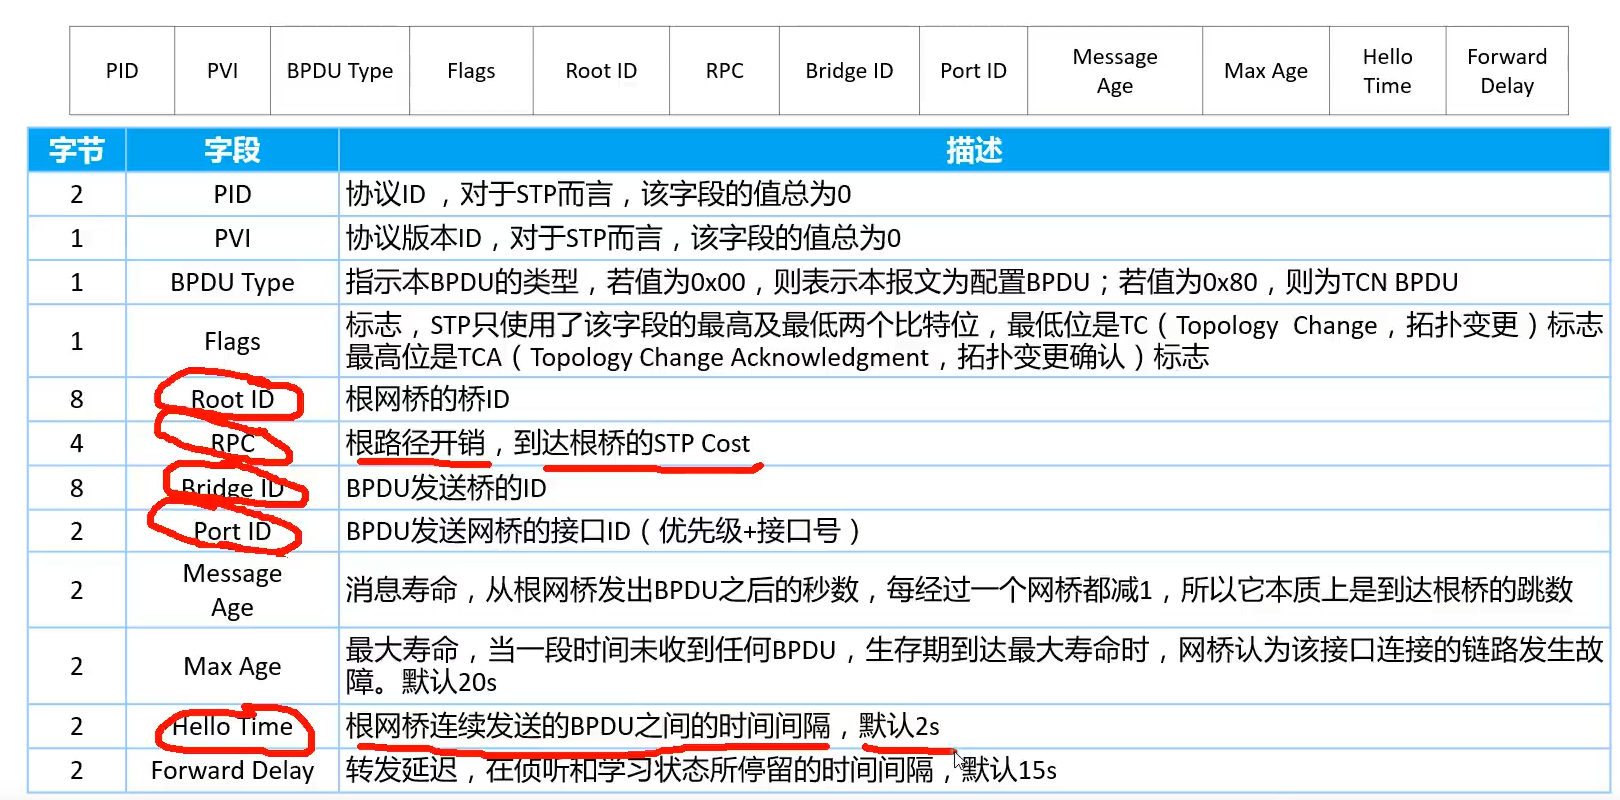 PID PVI BPDU Type Flags Root ID RPC Bridge ID Port ID Message Age Max Age Hello Time Forward Delay
字节 字段 描述
2 PID 协议ID，对于STP而言，该字段的值总为0
1 PVI 协议版本ID，对于STP而言，该字段的值总为0
1 BPDU Type 指示本BPDU的类型，若值为0x00，则表示本报文为配置BPDU；若值为0x80，则为TCN BPDU
1 Flags 标志，STP只使用了该字段的最高及最低两个比特位，最低位是TC（Topology Change，拓扑变更）标志
最高位是TCA（Topology Change Acknowledgment，拓扑变更确认）标志
8 Root ID 根网桥的桥ID
4 RPC 根路径开销，到达根桥的STP Cost
8 Bridge ID BPDU发送桥的ID
2 Port ID BPDU发送网桥的接口ID（优先级+接口号）
2 Message Age 消息寿命，从根网桥发出BPDU之后的秒数，每经过一个网桥都减1，所以它本质上是到达根桥的跳数
2 Max Age 最大寿命，当一段时间未收到任何BPDU，生存期到达最大寿命时，网桥认为该接口连接的链路发生故
障。默认20s
2 Hello Time 根网桥连续发送的BPDU之间的时间间隔，默认2s
2 Forward Delay 转发延迟，在侦听和学习状态所停留的时间间隔，默认15s